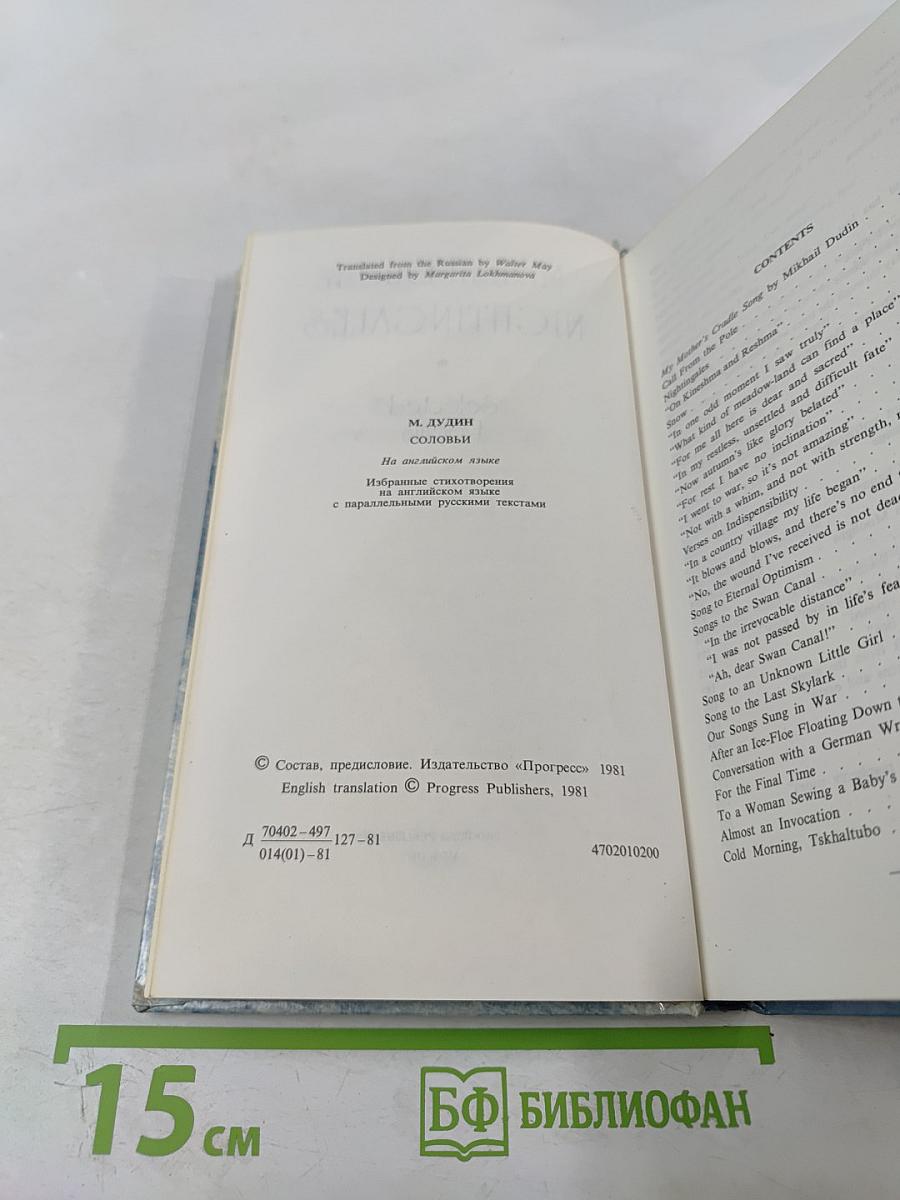 Translated from the Russian by Walter May
Designed by Margarita Lokhmanova
NIGHTINGALES
Selected
М. ДУДИН
СОЛОВЬИ
На английском языке
Избранные стихотворения
на английском языке
с параллельными русскими текстами
© Состав, предисловие. Издательство «Прогресс» 1981
English translation © Progress Publishers, 1981
Д 70402–497
014(01)–81
127–81
4702010200
CONTENTS
My Mother's Cradle Song by Mikhail Dudin . .
Call From the Pole . . . . . .
Nightingales . . . . . .
"On Kineshma and Reshma" . . . . .
Snow . . . . . .
"In one odd moment I saw truly" . .
"What kind of meadow-land can find a place"
"For me all here is dear and sacred" . .
"In my restless, unsettled and difficult fate"
"Now autumn's like glory belated" . .
"For rest I have no inclination" . . .
"I went to war, so it's not amazing" . .
"Not with a whim, and not with strength,
Verses on Indispensibility . . . .
"In a country village my life began" . .
"It blows and blows, and there's no end
"No, the wound I've received is not dead
Song to Eternal Optimism . . . .
Songs to the Swan Canal . . . .
"In the irrevocable distance" . . .
"I was not passed by in life's
"Ah, dear Swan Canal!" . . .
Song to an Unknown Little Girl .
Song to the Last Skylark . . . .
Our Songs Sung in War . . . .
After an Ice-Floe Floating Down
Conversation with a German
For the Final Time . . . .
To a Woman Sewing a Baby's
Almost an Invocation . . . .
Cold Morning, Tskhaltubo .
15 см
БФ БИБЛИОФАН